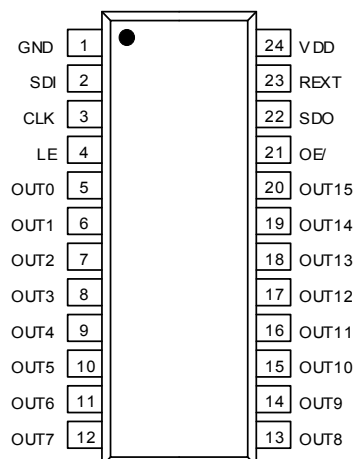 GND 1 24 VDD
SDI 2 23 REXT
CLK 3 22 SDO
LE 4 21 OE/
OUT0 5 20 OUT15
OUT1 6 19 OUT14
OUT2 7 18 OUT13
OUT3 8 17 OUT12
OUT4 9 16 OUT11
OUT5 10 15 OUT10
OUT6 11 14 OUT9
OUT7 12 13 OUT8